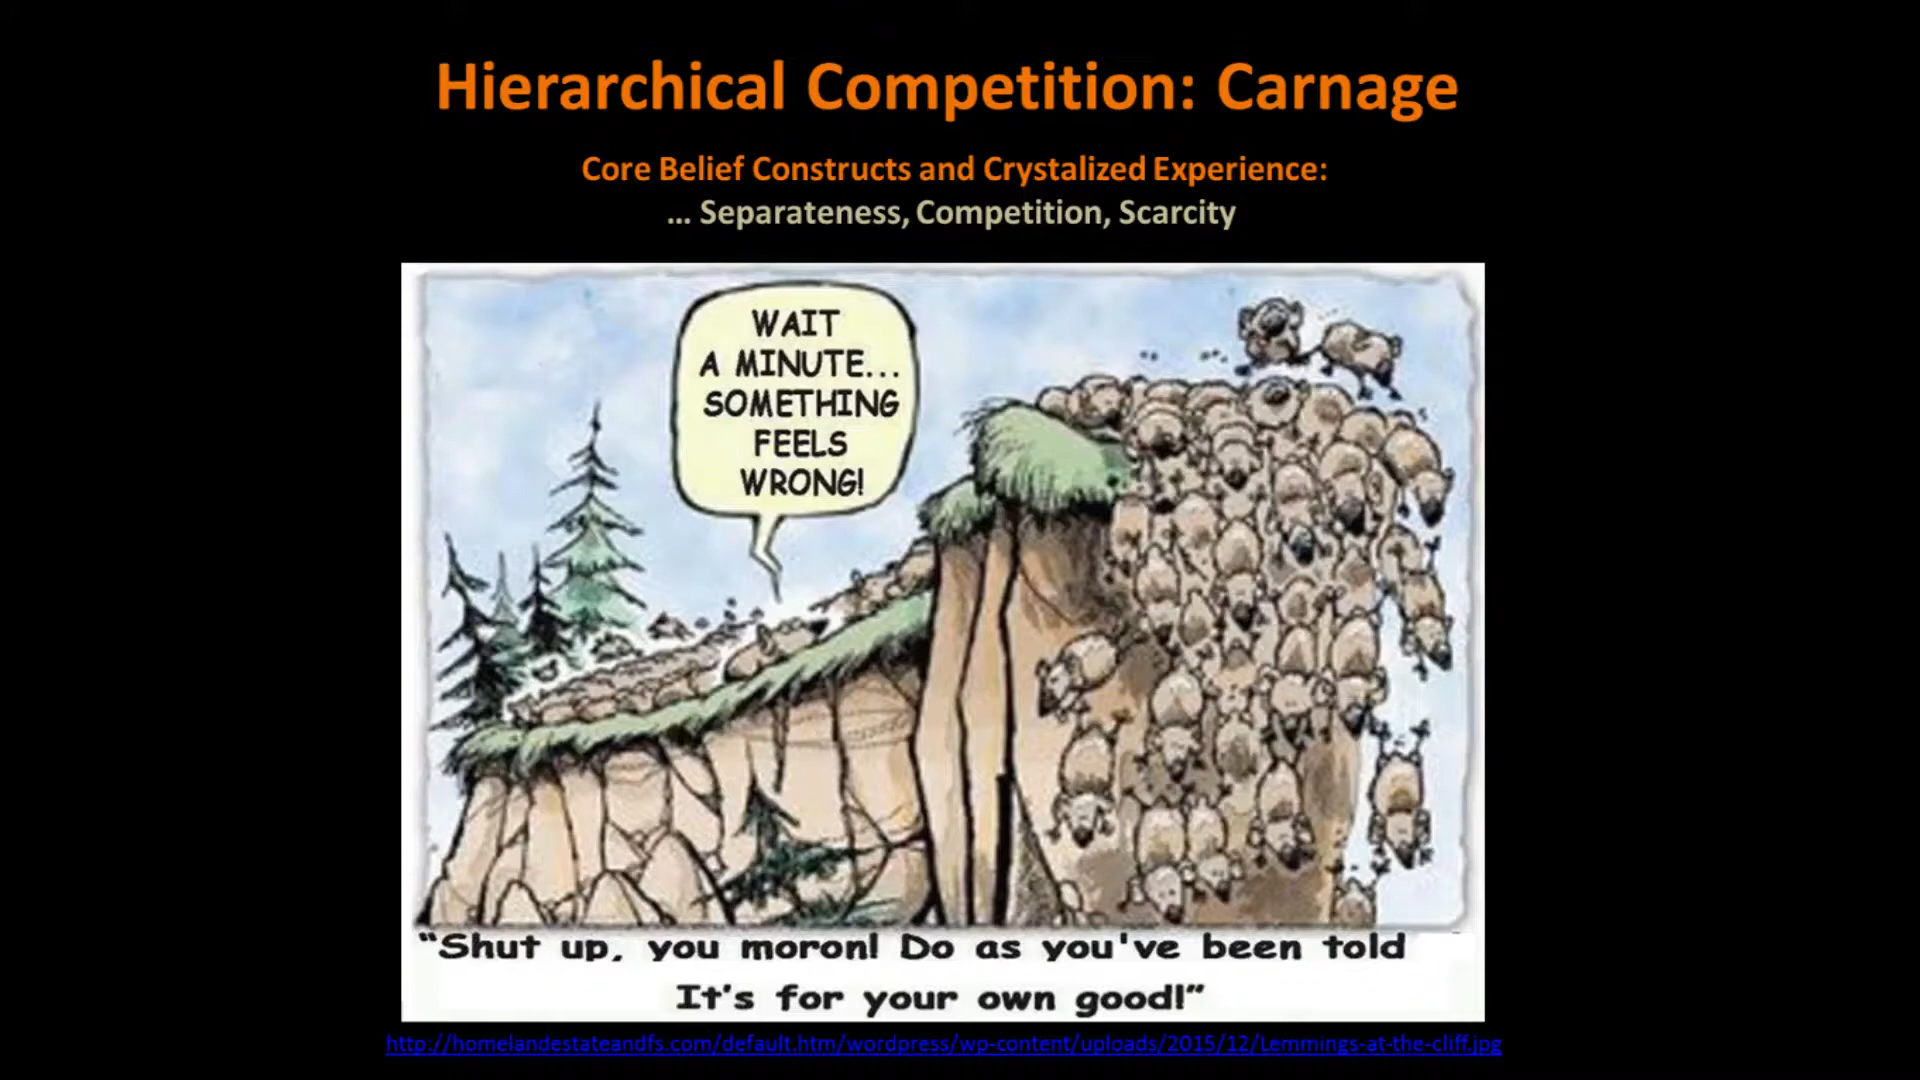 Hierarchical Competition: Carnage
Core Belief Constructs and Crystalized Experience:
... Separateness, Competition, Scarcity
WAIT
A MINUTE...
SOMETHING
FEELS
WRONG!
"Shut up, you moron! Do as you've been told
It's for your own good!"
http://homelandestateandfs.com/default.htm/wordpress/wp-content/uploads/2015/12/Lemmings-at-the-cliff.jpg